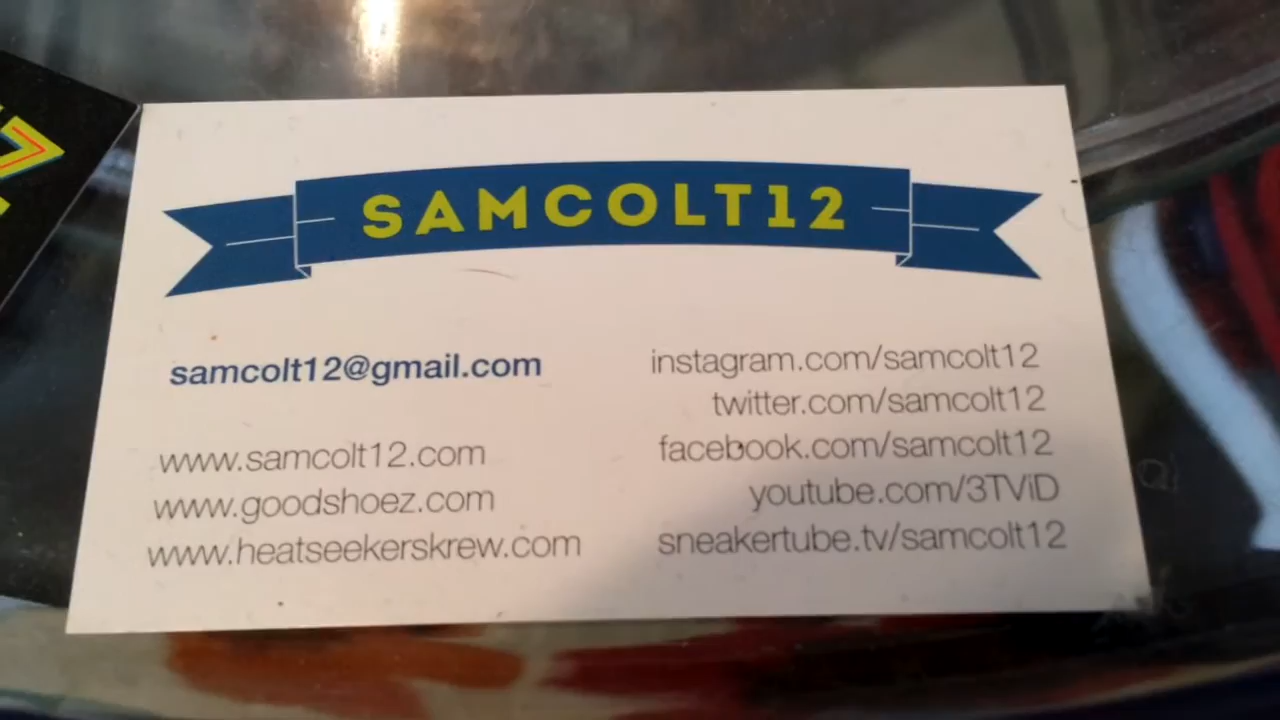 SAMCOLT12
samcolt12@gmail.com
www.samcolt12.com
www.goodshoez.com
www.heatseekerskrew.com
instagram.com/samcolt12
twitter.com/samcolt12
facebook.com/samcolt12
youtube.com/3TViD
sneakertube.tv/samcolt12